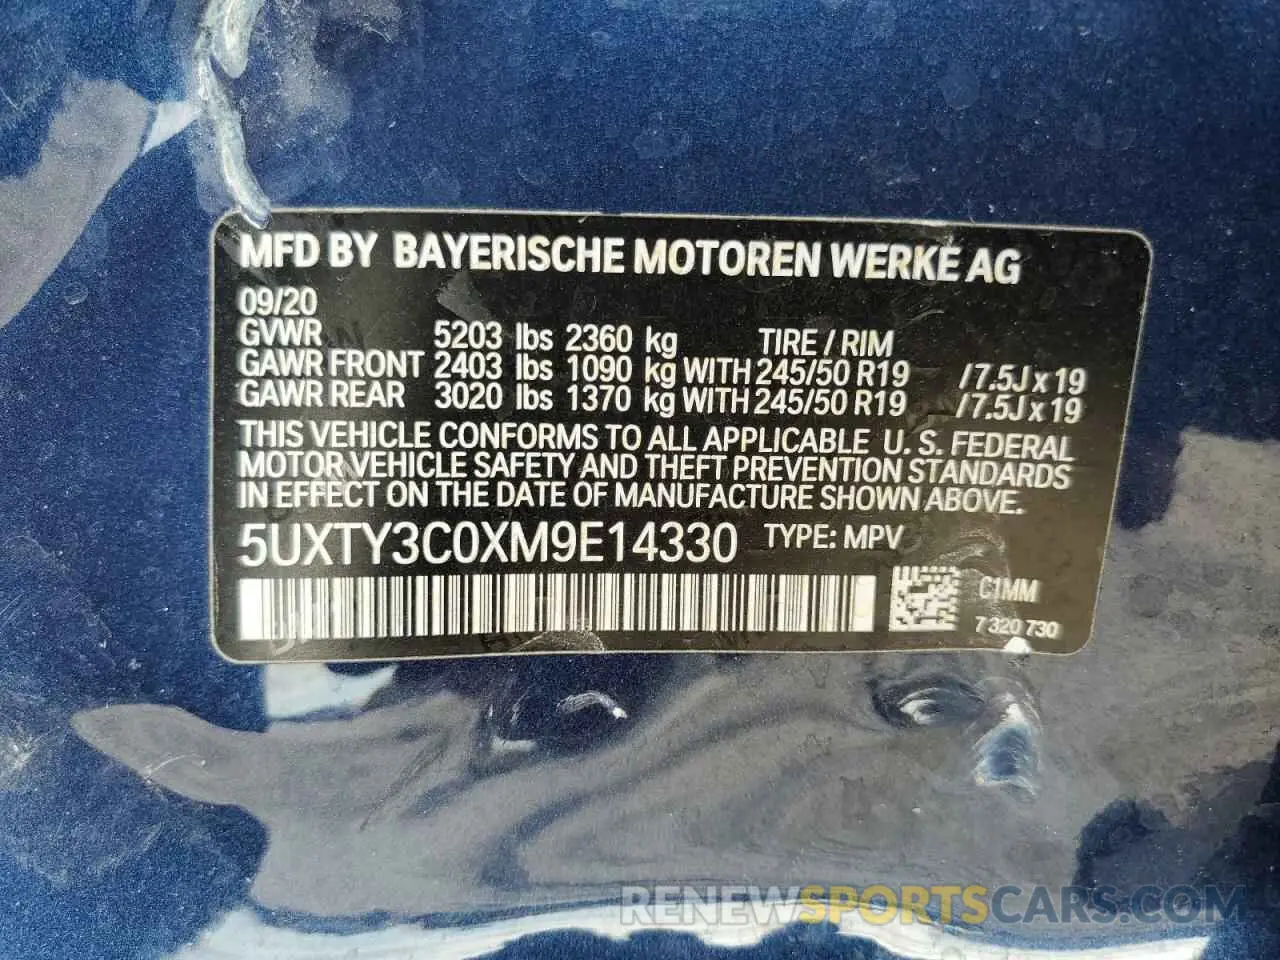 MFD BY BAYERISCHE MOTOREN WERKE AG
09/20
GVWR 5203 lbs 2360 kg TIRE / RIM
GAWR FRONT 2403 lbs 1090 kg WITH 245/50 R19 /7.5J x 19
GAWR REAR 3020 lbs 1370 kg WITH 245/50 R19 /7.5J x 19
THIS VEHICLE CONFORMS TO ALL APPLICABLE U. S. FEDERAL
MOTOR VEHICLE SAFETY AND THEFT PREVENTION STANDARDS
IN EFFECT ON THE DATE OF MANUFACTURE SHOWN ABOVE.
5UXTY3C0XM9E14330 TYPE: MPV
C1MM
7 320 730
RENEWSPORTSCARS.COM